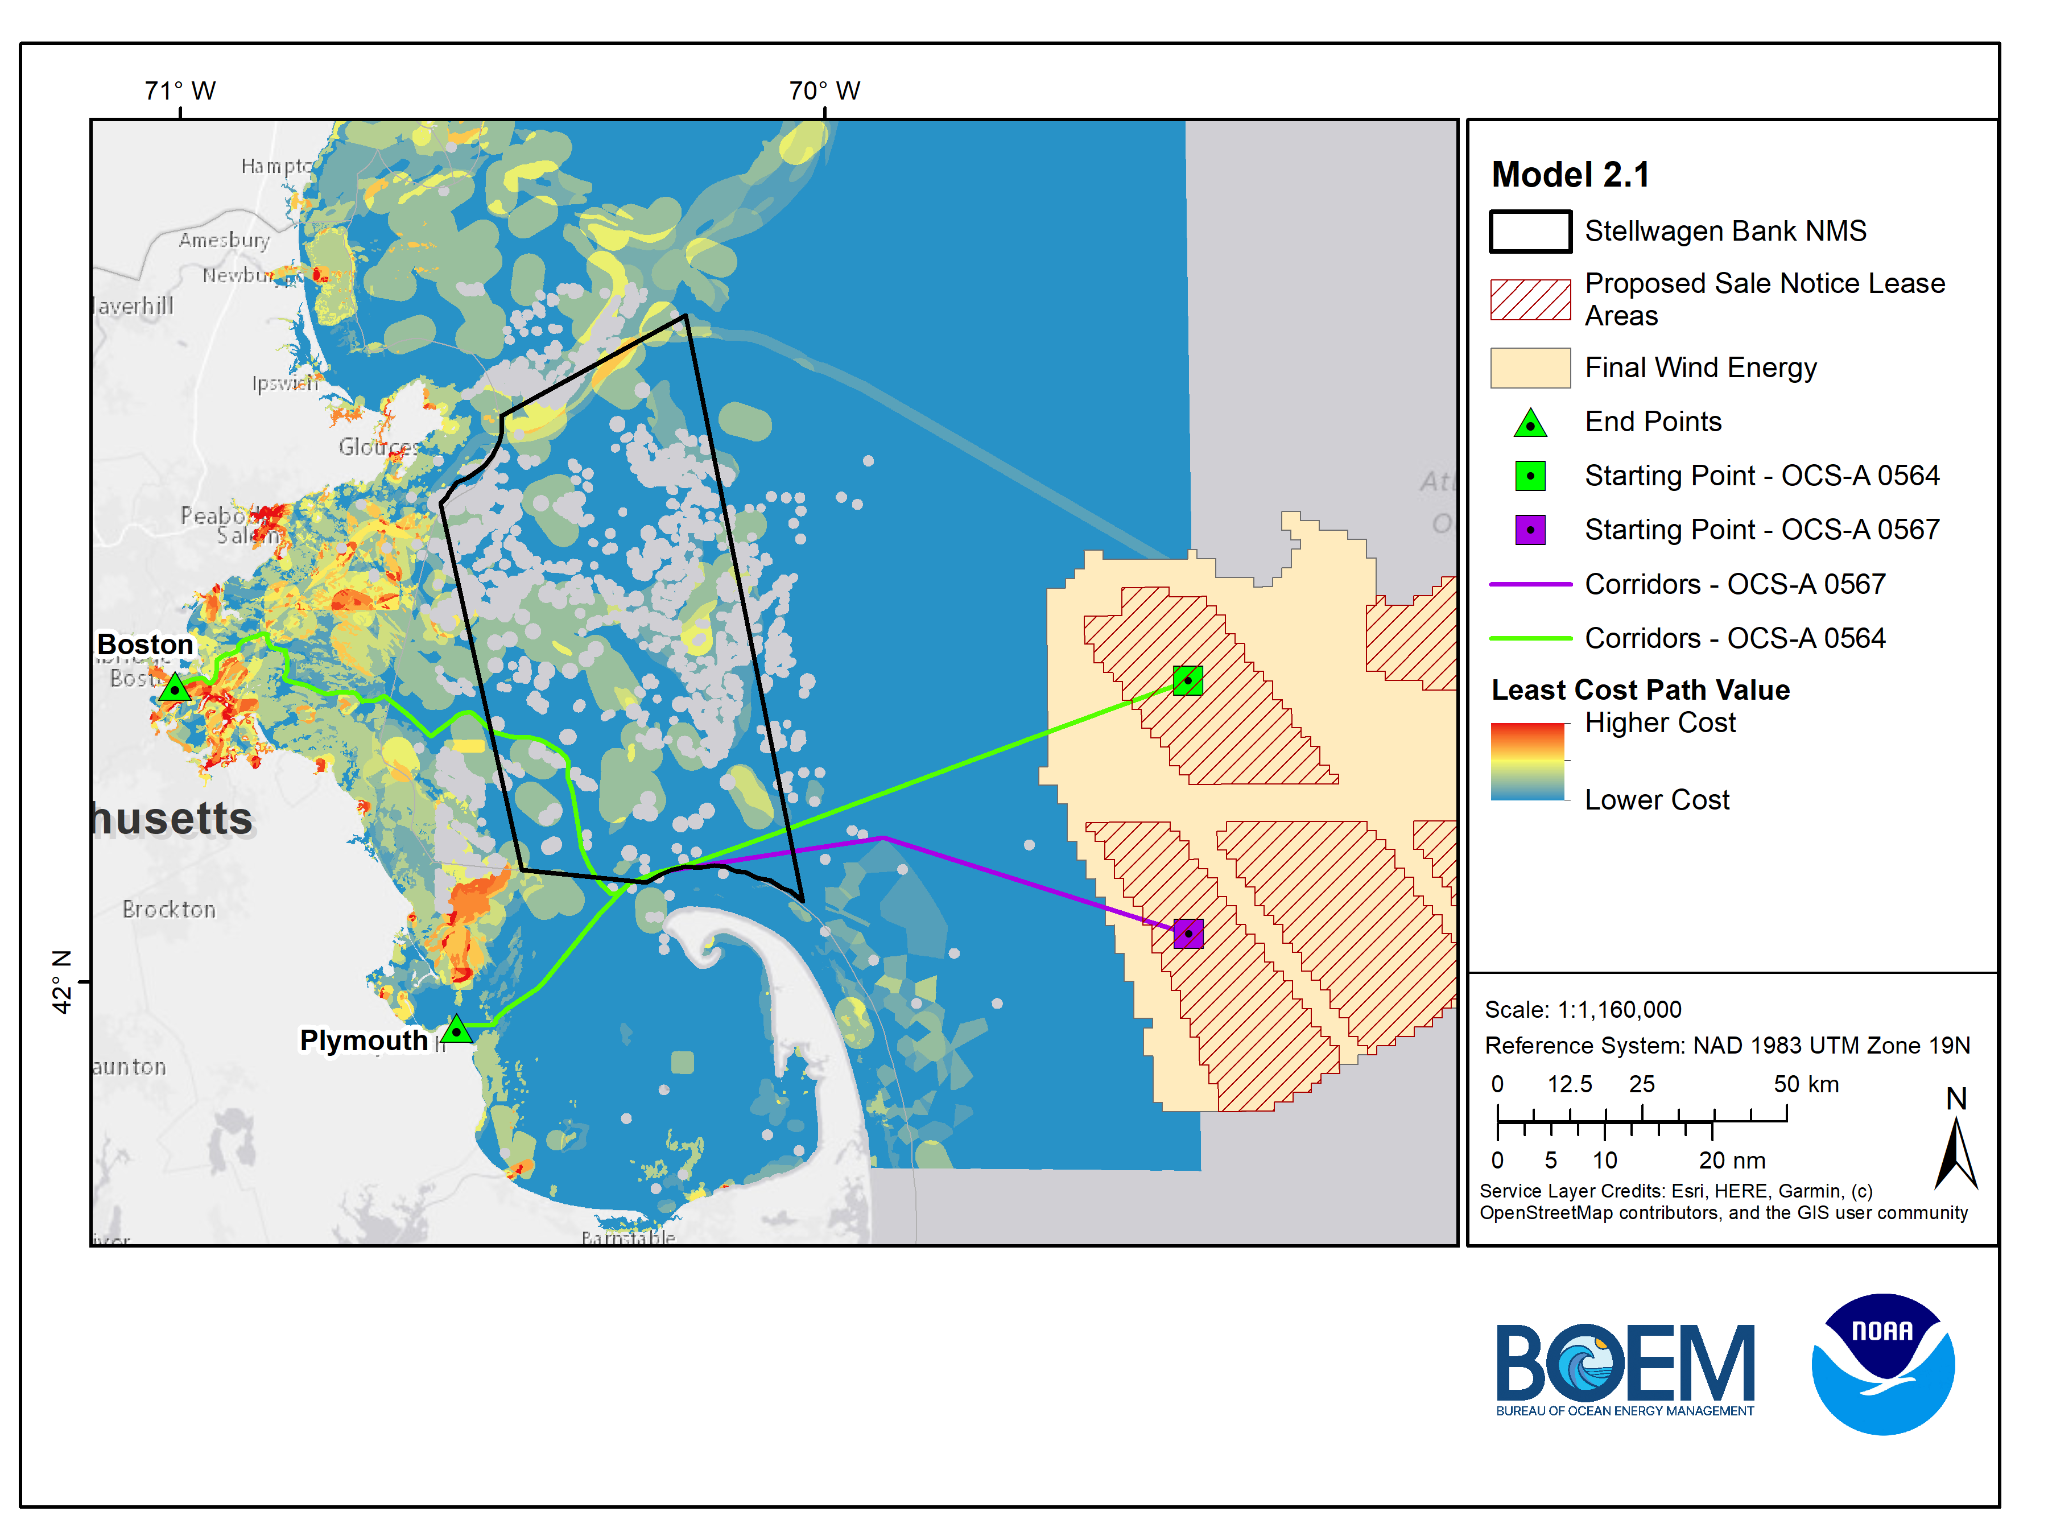 71° W
70° W
Hampto
Amesbury
Newbu
laverhill
Ipswich
Glouces
Peabod
Salem
Boston
Bost
husetts
Brockton
42° N
Plymouth
h
aunton
Barnstable
Atl
O
Model 2.1
Stellwagen Bank NMS
Proposed Sale Notice Lease
Areas
Final Wind Energy
End Points
Starting Point - OCS-A 0564
Starting Point - OCS-A 0567
Corridors - OCS-A 0567
Corridors - OCS-A 0564
Least Cost Path Value
Higher Cost
Lower Cost
Scale: 1:1,160,000
Reference System: NAD 1983 UTM Zone 19N
0 12.5 25 50 km
N
0 5 10 20 nm
Service Layer Credits: Esri, HERE, Garmin, (c)
OpenStreetMap contributors, and the GIS user community
BOEM
BUREAU OF OCEAN ENERGY MANAGEMENT
NOAA